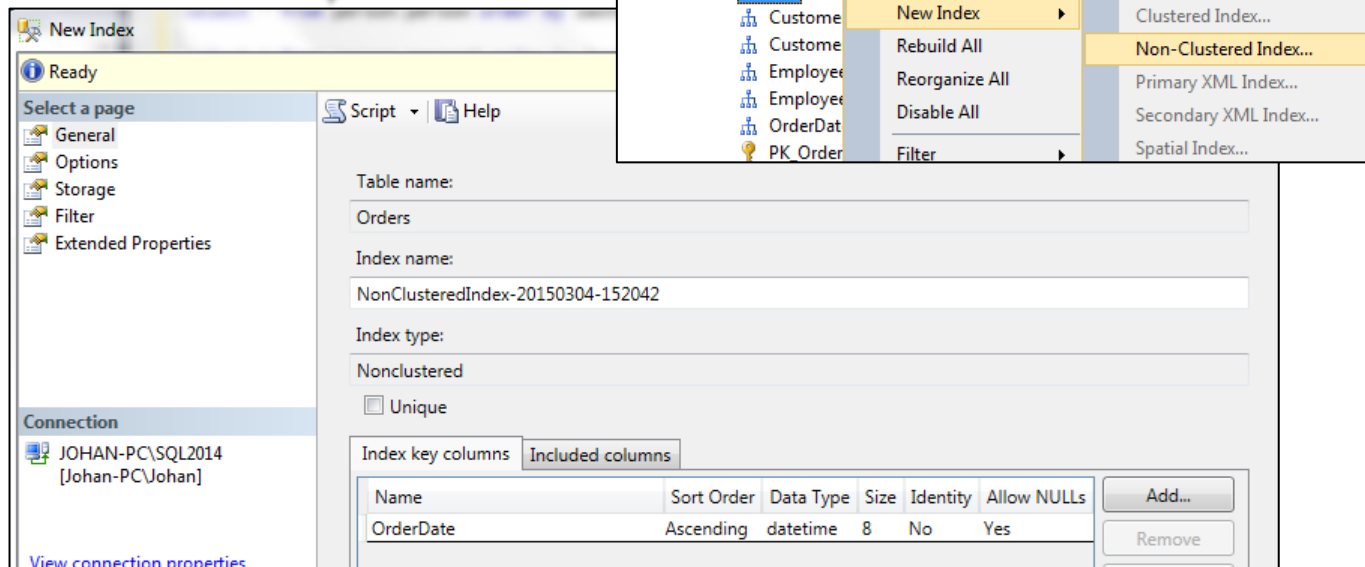 New Index
Ready
Select a page
General
Options
Storage
Filter
Extended Properties
Connection
JOHAN-PC\SQL2014
[Johan-PC\Johan]
View connection properties
Script
Help
Table name:
Orders
Index name:
NonClusteredIndex-20150304-152042
Index type:
Nonclustered
Unique
Index key columns Included columns
Name Sort Order Data Type Size Identity Allow NULLs
OrderDate Ascending datetime 8 No Yes
Add...
Remove
Custome
Custome
Employee
Employee
OrderDat
PK_Order
New Index
Rebuild All
Reorganize All
Disable All
Filter
Clustered Index...
Non-Clustered Index...
Primary XML Index...
Secondary XML Index...
Spatial Index...